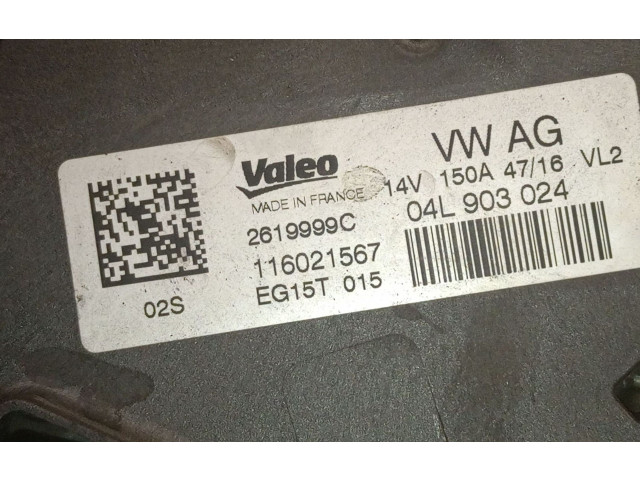 Valeo
MADE IN FRANCE
2619999C
116021567
EG15T 015
02S
VW AG
14V 150A 47/16 VL2
04L 903 024